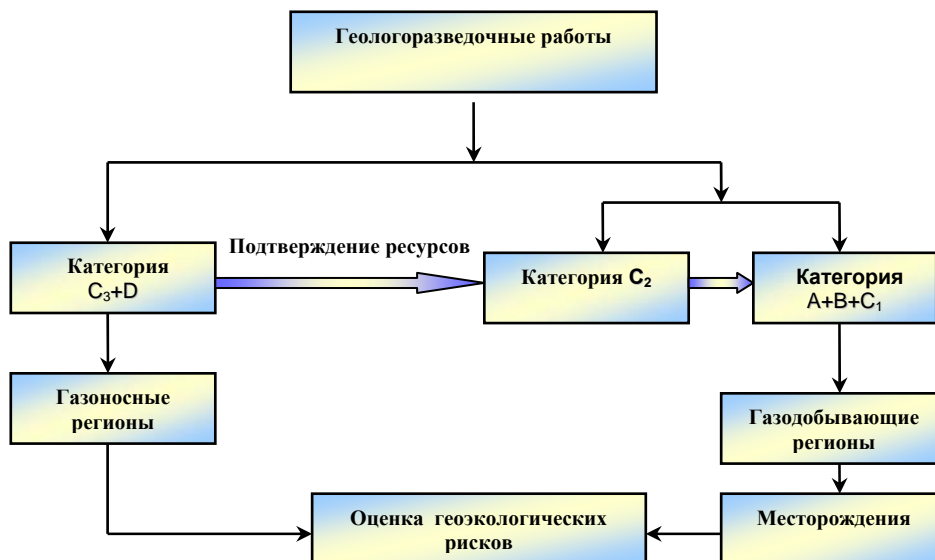 Геологоразведочные работы
Подтверждение ресурсов
Категория
C₃+D
Категория C₂
Категория
A+B+C₁
Газоносные
регионы
Газодобывающие
регионы
Оценка геоэкологических
рисков
Месторождения